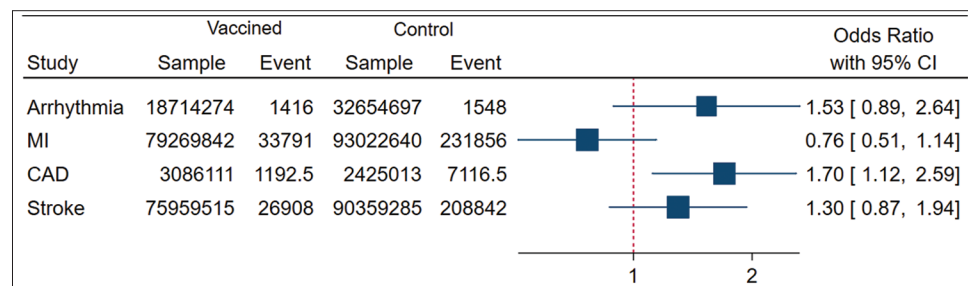 Vaccined Control Odds Ratio
Study Sample Event Sample Event with 95% CI
Arrhythmia 18714274 1416 32654697 1548 1.53 [ 0.89, 2.64]
MI 79269842 33791 93022640 231856 0.76 [ 0.51, 1.14]
CAD 3086111 1192.5 2425013 7116.5 1.70 [ 1.12, 2.59]
Stroke 75959515 26908 90359285 208842 1.30 [ 0.87, 1.94]
1 2